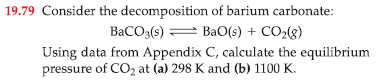 19.79 Consider the decomposition of barium carbonate:
BaCO₃(s) ⇌ BaO(s) + CO₂(g)
Using data from Appendix C, calculate the equilibrium
pressure of CO₂ at (a) 298 K and (b) 1100 K.